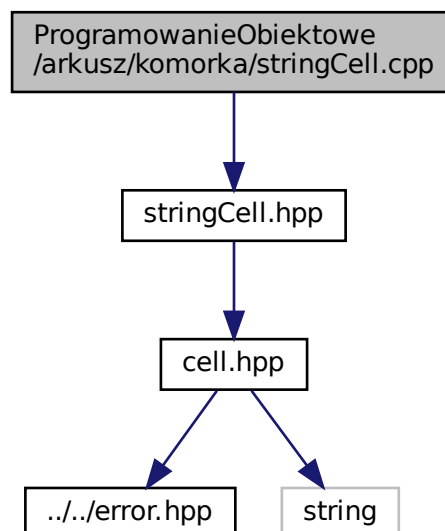 ProgramowanieObiektowe
/arkusz/komorka/stringCell.cpp
stringCell.hpp
cell.hpp
../../error.hpp
string